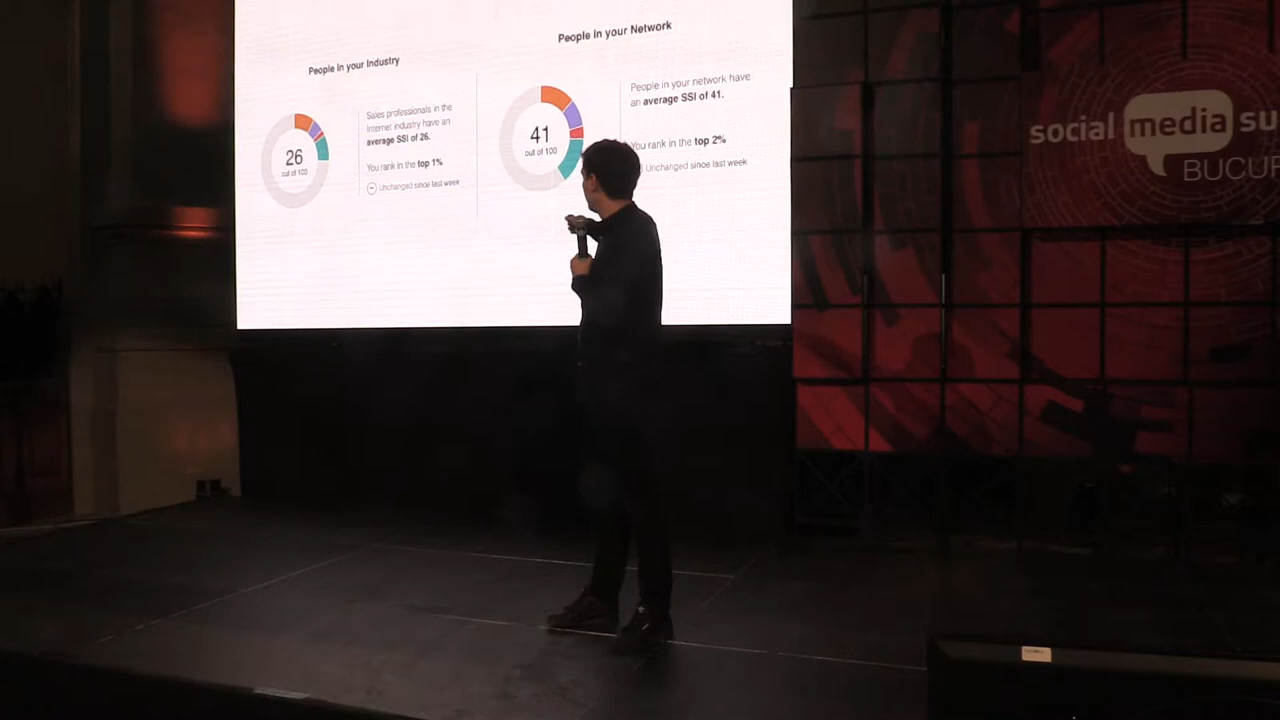 People in your Industry
26
out of 100
Sales professionals in the
Internet industry have an
average SSI of 26.
You rank in the top 1%
Unchanged since last week
People in your Network
41
out of 100
People in your network have
an average SSI of 41.
You rank in the top 2%
Unchanged since last week
social media su
BUCUR